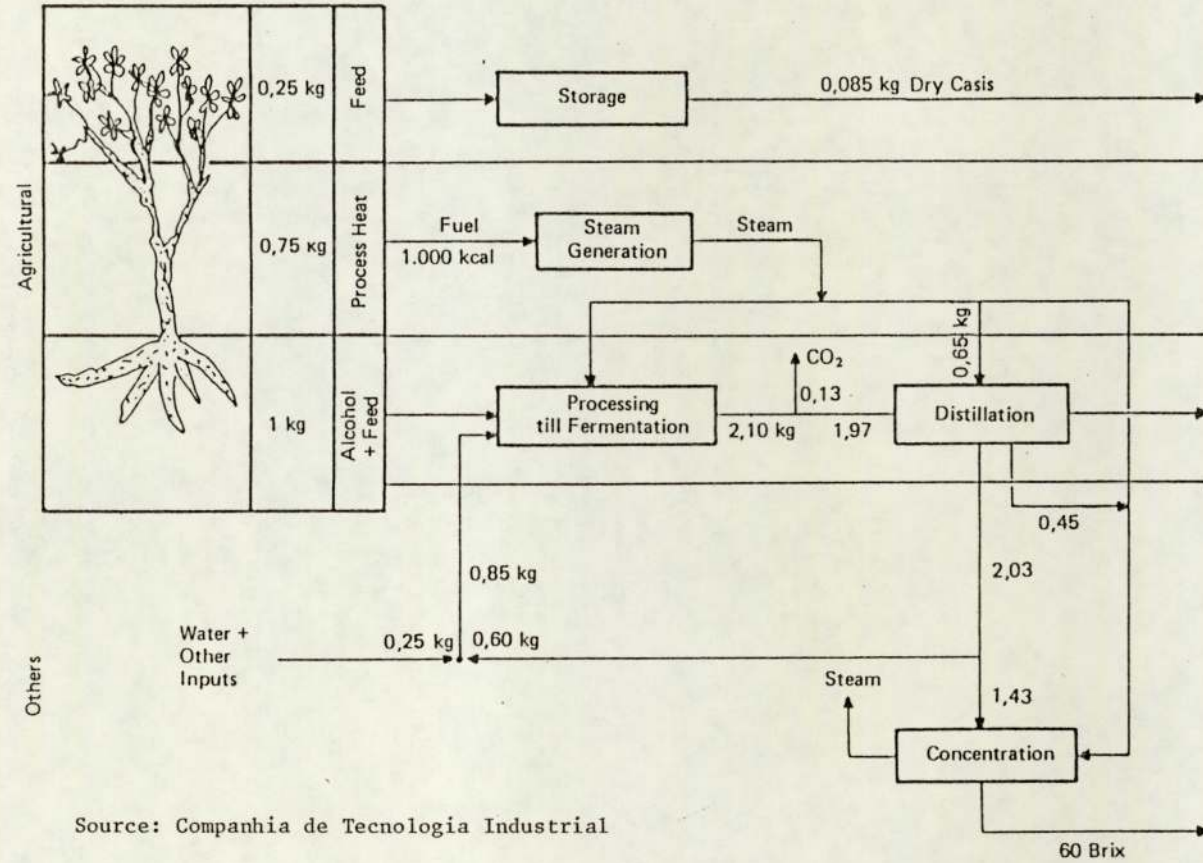 Agricultural
0,25 kg
Feed
Storage
0,085 kg Dry Casis
0,75 кg
Process Heat
Fuel
1.000 kcal
Steam
Generation
Steam
0,65 kg
1 kg
Alcohol
+ Feed
Processing
till Fermentation
CO₂
0,13
2,10 kg
1,97
Distillation
0,45
0,85 kg
2,03
Others
Water +
Other
Inputs
0,25 kg
0,60 kg
Steam
1,43
Concentration
60 Brix
Source: Companhia de Tecnologia Industrial